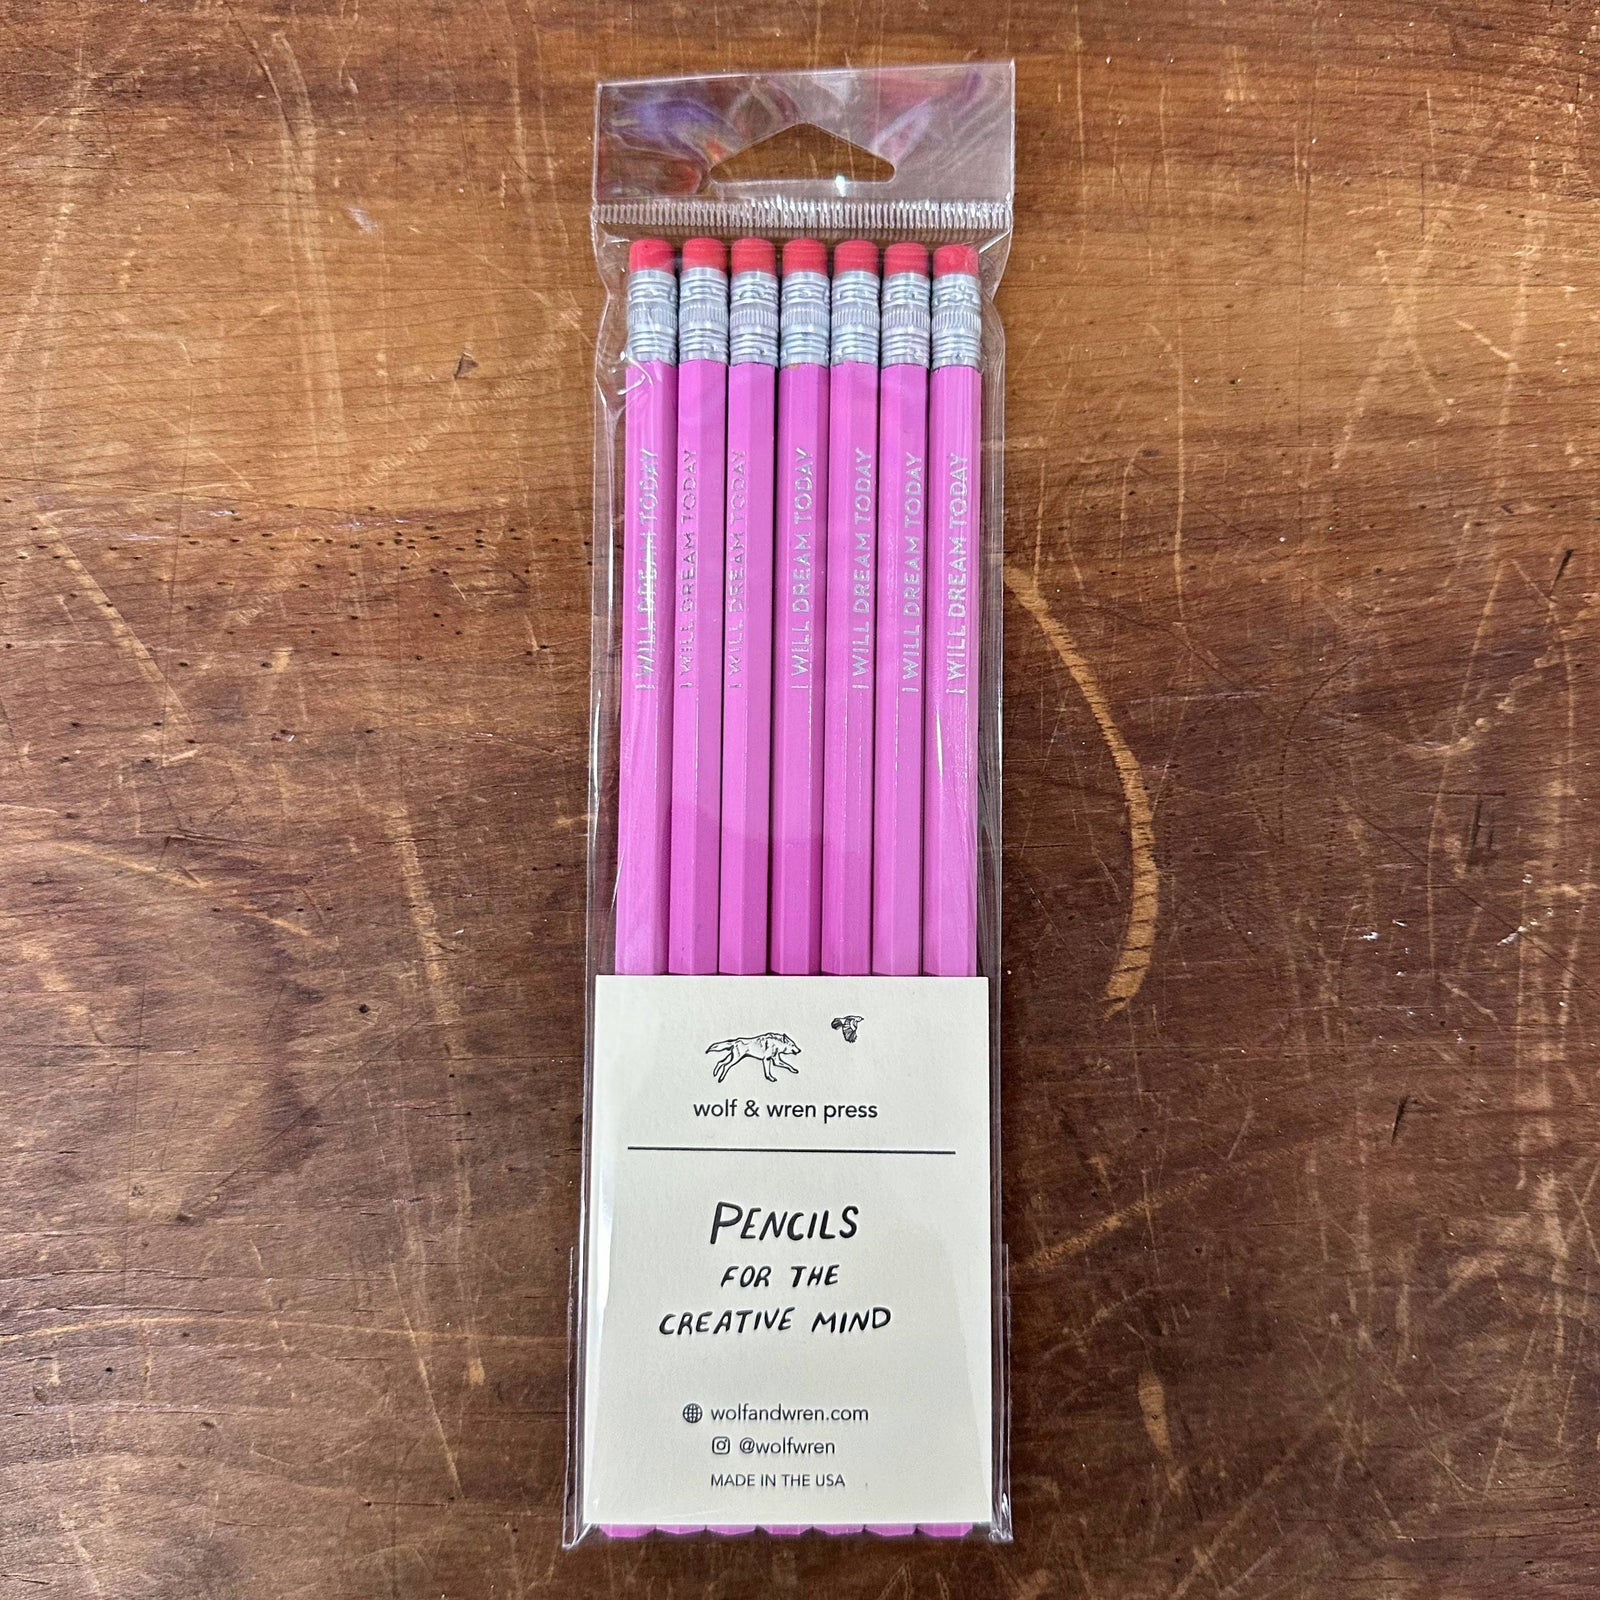 I WILL DREAM TODAY
I WILL DREAM TODAY
I WILL DREAM TODAY
I WILL DREAM TODAY
I WILL DREAM TODAY
I WILL DREAM TODAY
I WILL DREAM TODAY
wolf & wren press
PENCILS
FOR THE
CREATIVE MIND
wolfandwren.com
@wolfwren
MADE IN THE USA